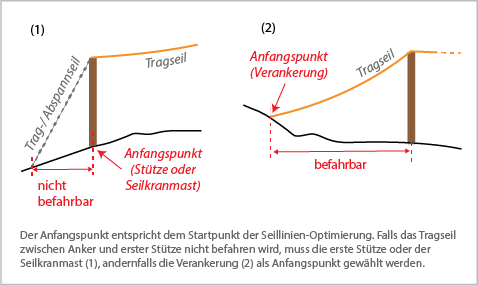 (1)
Trag-/Abspannseil
Tragseil
Anfangspunkt
(Stütze oder
Seilkranmast)
nicht
befahrbar
(2)
Anfangspunkt
(Verankerung)
Tragseil
befahrbar
Der Anfangspunkt entspricht dem Startpunkt der Seillinien-Optimierung. Falls das Tragseil
zwischen Anker und erster Stütze nicht befahren wird, muss die erste Stütze oder der
Seilkranmast (1), andernfalls die Verankerung (2) als Anfangspunkt gewählt werden.